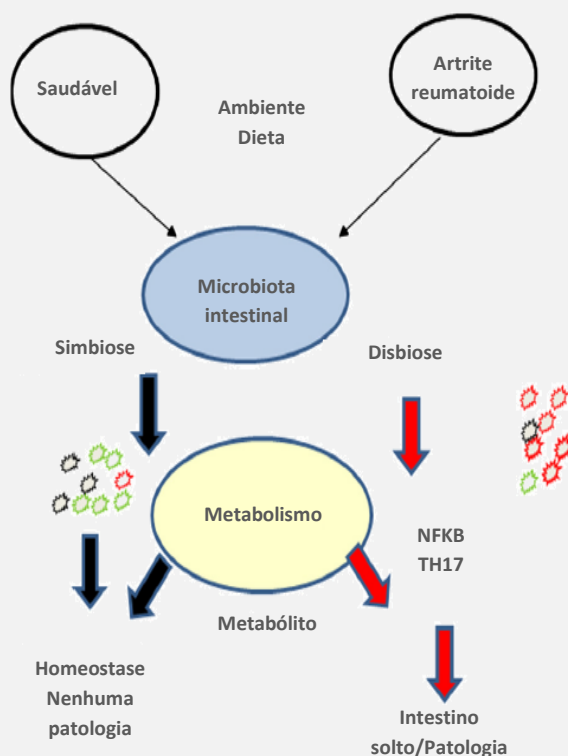 Saudável
Artrite
reumatoide
Ambiente
Dieta
Microbiota
intestinal
Simbiose
Disbiose
Metabolismo
NFKB
TH17
Metabólito
Homeostase
Nenhuma
patologia
Intestino
solto/Patologia